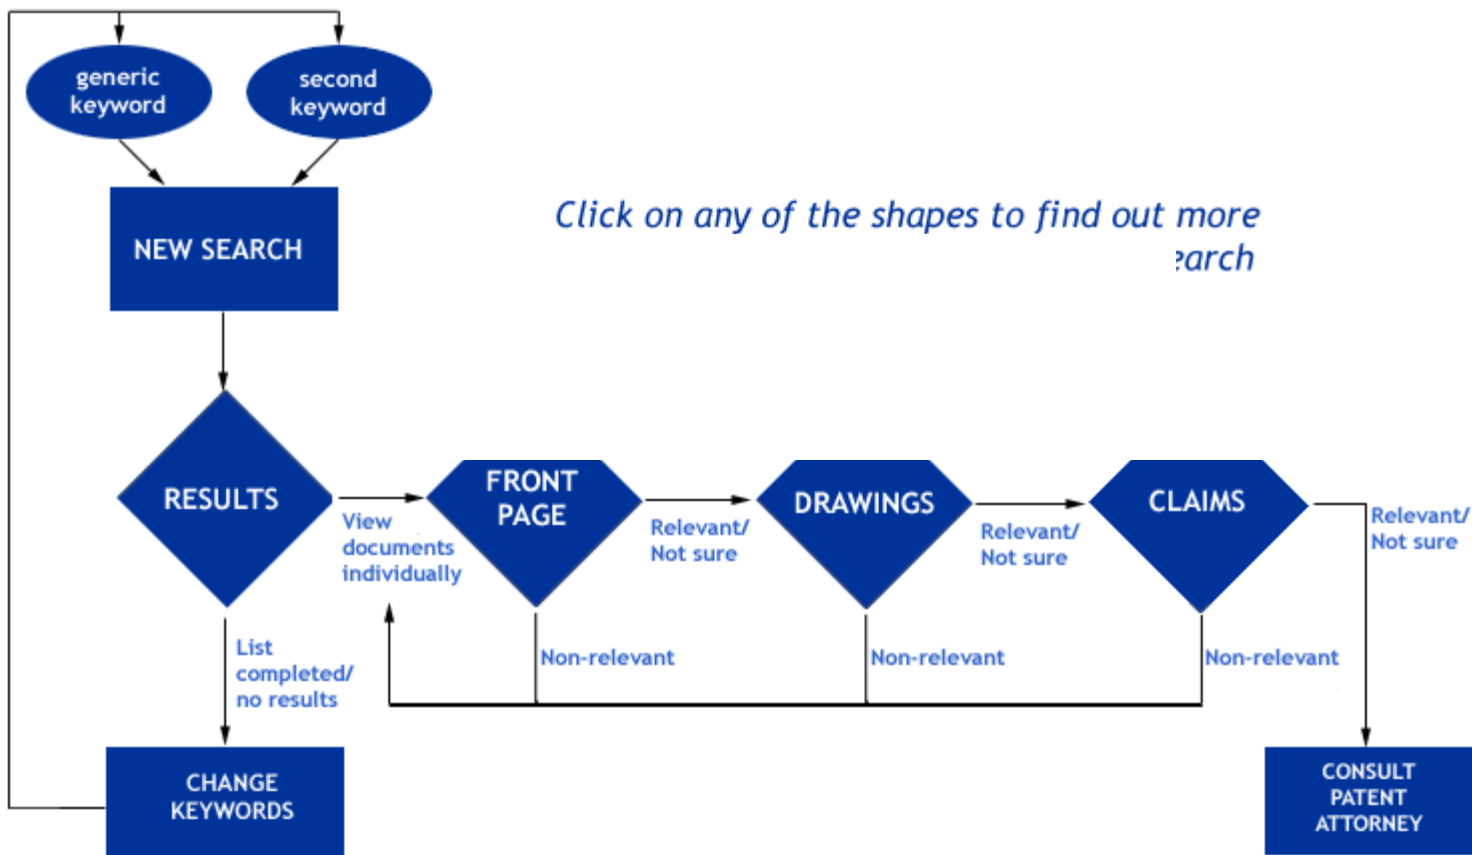 generic
keyword
second
keyword
NEW SEARCH
Click on any of the shapes to find out more
RESULTS
View
documents
individually
FRONT
PAGE
Relevant/
Not sure
DRAWINGS
Relevant/
Not sure
CLAIMS
Relevant/
Not sure
List
completed/
no results
Non-relevant
Non-relevant
Non-relevant
CHANGE
KEYWORDS
CONSULT
PATENT
ATTORNEY